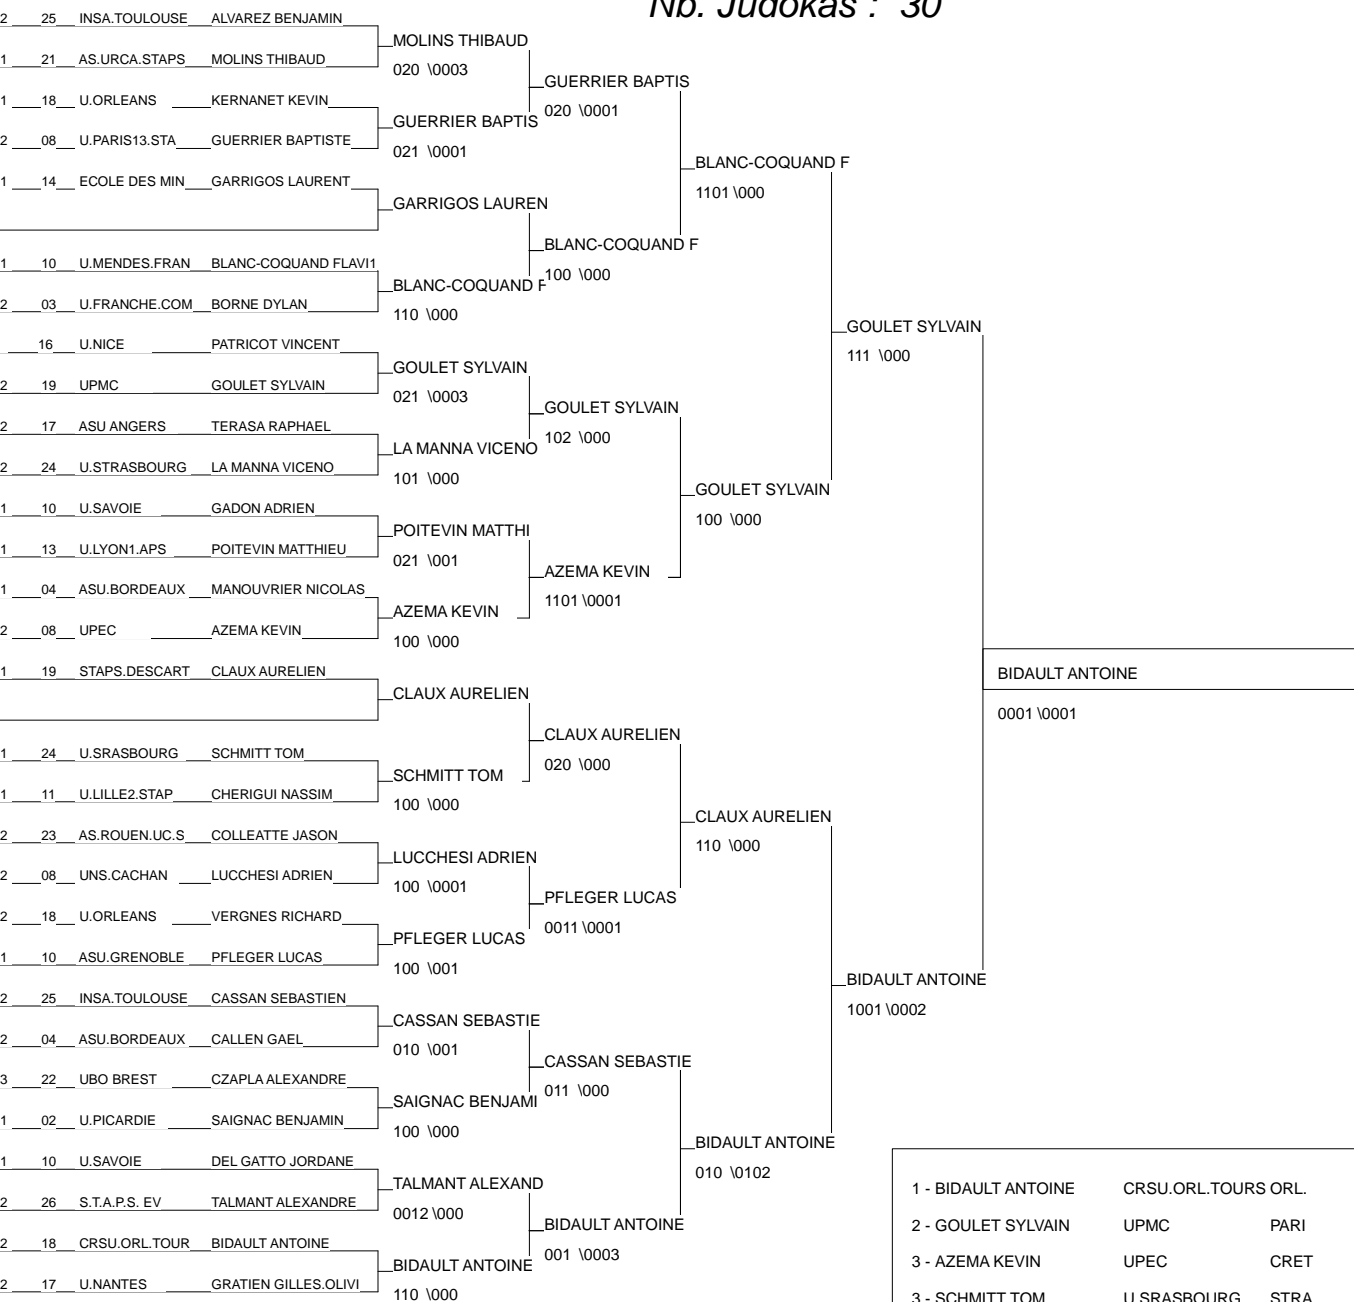 Nb. Judokas : 30
2 25 INSA.TOULOUSE ALVAREZ BENJAMIN
MOLINS THIBAUD
1 21 AS.URCA.STAPS MOLINS THIBAUD
020 \0003
GUERRIER BAPTIS
1 18 U.ORLEANS KERNANET KEVIN
020 \0001
GUERRIER BAPTIS
2 08 U.PARIS13.STA GUERRIER BAPTISTE
021 \0001
BLANC-COQUAND F
1 14 ECOLE DES MIN GARRIGOS LAURENT
1101 \000
GARRIGOS LAUREN
BLANC-COQUAND F
1 10 U.MENDES.FRAN BLANC-COQUAND FLAVI1
100 \000
BLANC-COQUAND F
2 03 U.FRANCHE.COM BORNE DYLAN
110 \000
GOULET SYLVAIN
16 U.NICE PATRICOT VINCENT
111 \000
GOULET SYLVAIN
2 19 UPMC GOULET SYLVAIN
021 \0003
GOULET SYLVAIN
2 17 ASU ANGERS TERASA RAPHAEL
102 \000
LA MANNA VICENO
2 24 U.STRASBOURG LA MANNA VICENO
101 \000
GOULET SYLVAIN
1 10 U.SAVOIE GADON ADRIEN
100 \000
POITEVIN MATTHI
1 13 U.LYON1.APS POITEVIN MATTHIEU
021 \001
AZEMA KEVIN
1 04 ASU.BORDEAUX MANOUVRIER NICOLAS
1101 \0001
AZEMA KEVIN
2 08 UPEC AZEMA KEVIN
100 \000
1 19 STAPS.DESCART CLAUX AURELIEN
BIDAULT ANTOINE
CLAUX AURELIEN
0001 \0001
CLAUX AURELIEN
1 24 U.SRASBOURG SCHMITT TOM
020 \000
SCHMITT TOM
1 11 U.LILLE2.STAP CHERIGUI NASSIM
100 \000
CLAUX AURELIEN
2 23 AS.ROUEN.UC.S COLLEATTE JASON
110 \000
LUCCHESI ADRIEN
2 08 UNS.CACHAN LUCCHESI ADRIEN
100 \0001
PFLEGER LUCAS
2 18 U.ORLEANS VERGNES RICHARD
0011 \0001
PFLEGER LUCAS
1 10 ASU.GRENOBLE PFLEGER LUCAS
100 \001
BIDAULT ANTOINE
2 25 INSA.TOULOUSE CASSAN SEBASTIEN
1001 \0002
CASSAN SEBASTIE
2 04 ASU.BORDEAUX CALLEN GAEL
010 \001
CASSAN SEBASTIE
3 22 UBO BREST CZAPLA ALEXANDRE
011 \000
SAIGNAC BENJAMI
1 02 U.PICARDIE SAIGNAC BENJAMIN
100 \000
BIDAULT ANTOINE
1 10 U.SAVOIE DEL GATTO JORDANE
010 \0102
TALMANT ALEXAND
2 26 S.T.A.P.S. EV TALMANT ALEXANDRE
0012 \000
BIDAULT ANTOINE
2 18 CRSU.ORL.TOUR BIDAULT ANTOINE
001 \0003
BIDAULT ANTOINE
2 17 U.NANTES GRATIEN GILLES.OLIVI
110 \000
1 - BIDAULT ANTOINE CRSU.ORL.TOURS ORL.
2 - GOULET SYLVAIN UPMC PARI
3 - AZEMA KEVIN UPEC CRET
3 - SCHMITT TOM U.SRASBOURG STRA